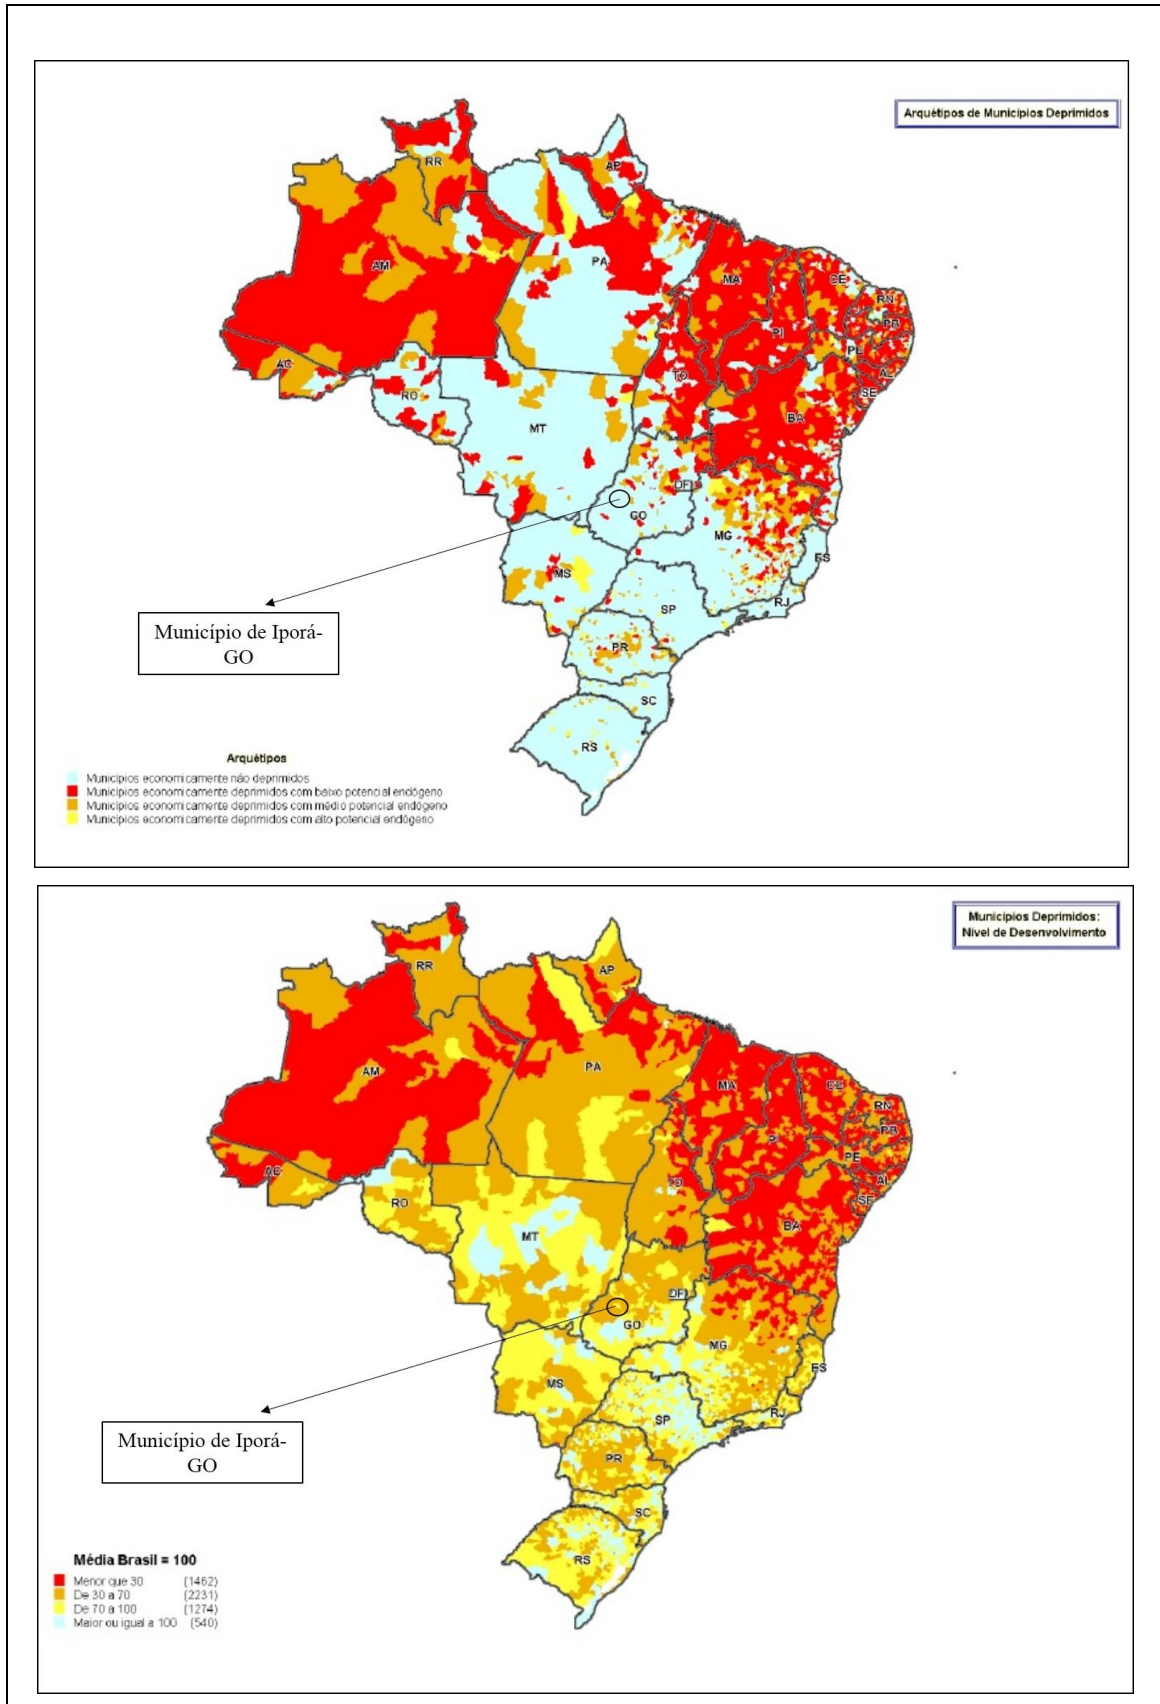 Arquétipos de Municípios Deprimidos
RR
AP
AM
PA
MA
CE
RN
PB
PI
PE
AL
SE
AC
RO
TO
BA
MT
DF
GO
MG
ES
MS
SP
RJ
PR
SC
RS
Município de Iporá-
GO
Arquétipos
Municípios economicamente não deprimidos
Municípios economicamente deprimidos com baixo potencial endógeno
Municípios economicamente deprimidos com médio potencial endógeno
Municípios economicamente deprimidos com alto potencial endógeno
Municípios Deprimidos:
Nível de Desenvolvimento
RR
AP
PA
AM
MA
CE
RN
PB
PE
AL
SE
AC
RO
BA
MT
DF
GO
MG
ES
MS
SP
RJ
PR
SC
RS
Município de Iporá-
GO
Média Brasil = 100
Menor que 30 (1462)
De 30 a 70 (2231)
De 70 a 100 (1274)
Maior ou igual a 100 (540)